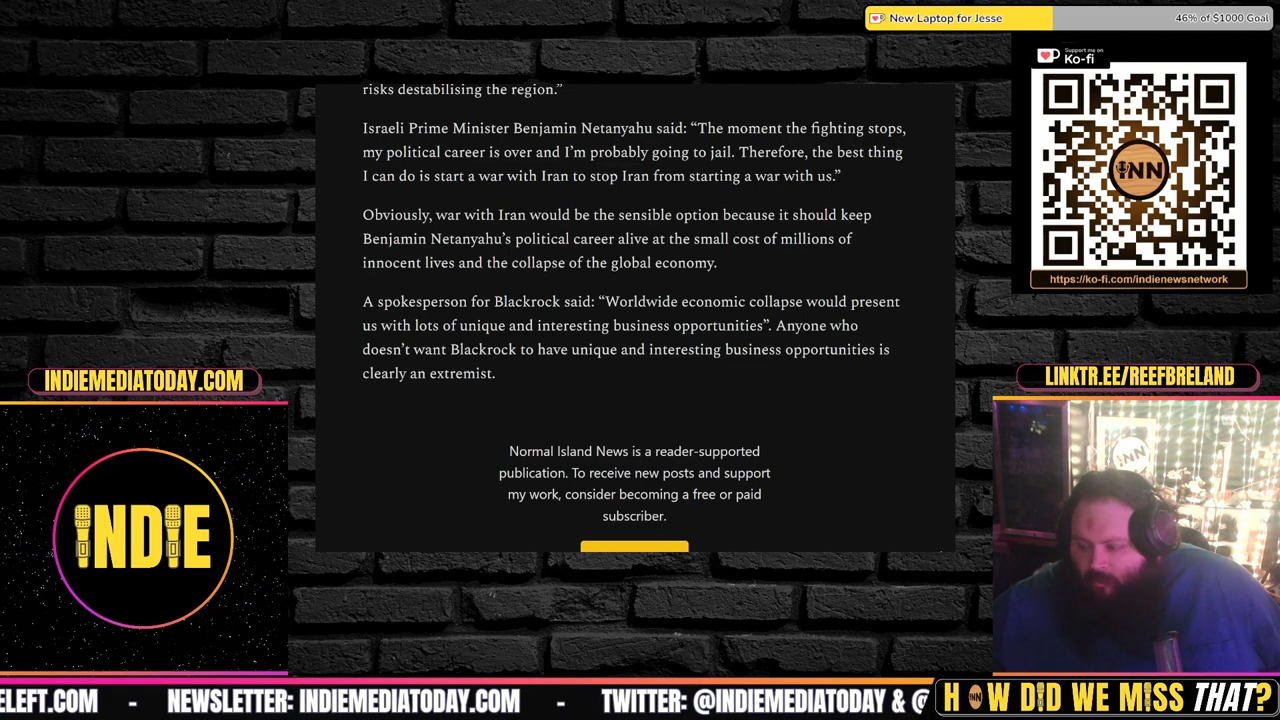 New Laptop for Jesse
46% of $1000 Goal
Support me on
Ko-fi
INN
https://ko-fi.com/indienewsnetwork
risks destabilising the region.”
Israeli Prime Minister Benjamin Netanyahu said: “The moment the fighting stops,
my political career is over and I’m probably going to jail. Therefore, the best thing
I can do is start a war with Iran to stop Iran from starting a war with us.”
Obviously, war with Iran would be the sensible option because it should keep
Benjamin Netanyahu’s political career alive at the small cost of millions of
innocent lives and the collapse of the global economy.
A spokesperson for Blackrock said: “Worldwide economic collapse would present
us with lots of unique and interesting business opportunities”. Anyone who
doesn’t want Blackrock to have unique and interesting business opportunities is
clearly an extremist.
Normal Island News is a reader-supported
publication. To receive new posts and support
my work, consider becoming a free or paid
subscriber.
INDIEMEDIATODAY.COM
INDIE
LINKTR.EE/REEFBRELAND
INN
ELEFT.COM - NEWSLETTER: INDIEMEDIATODAY.COM - TWITTER: @INDIEMEDIATODAY & @
HOW DID WE MISS THAT?